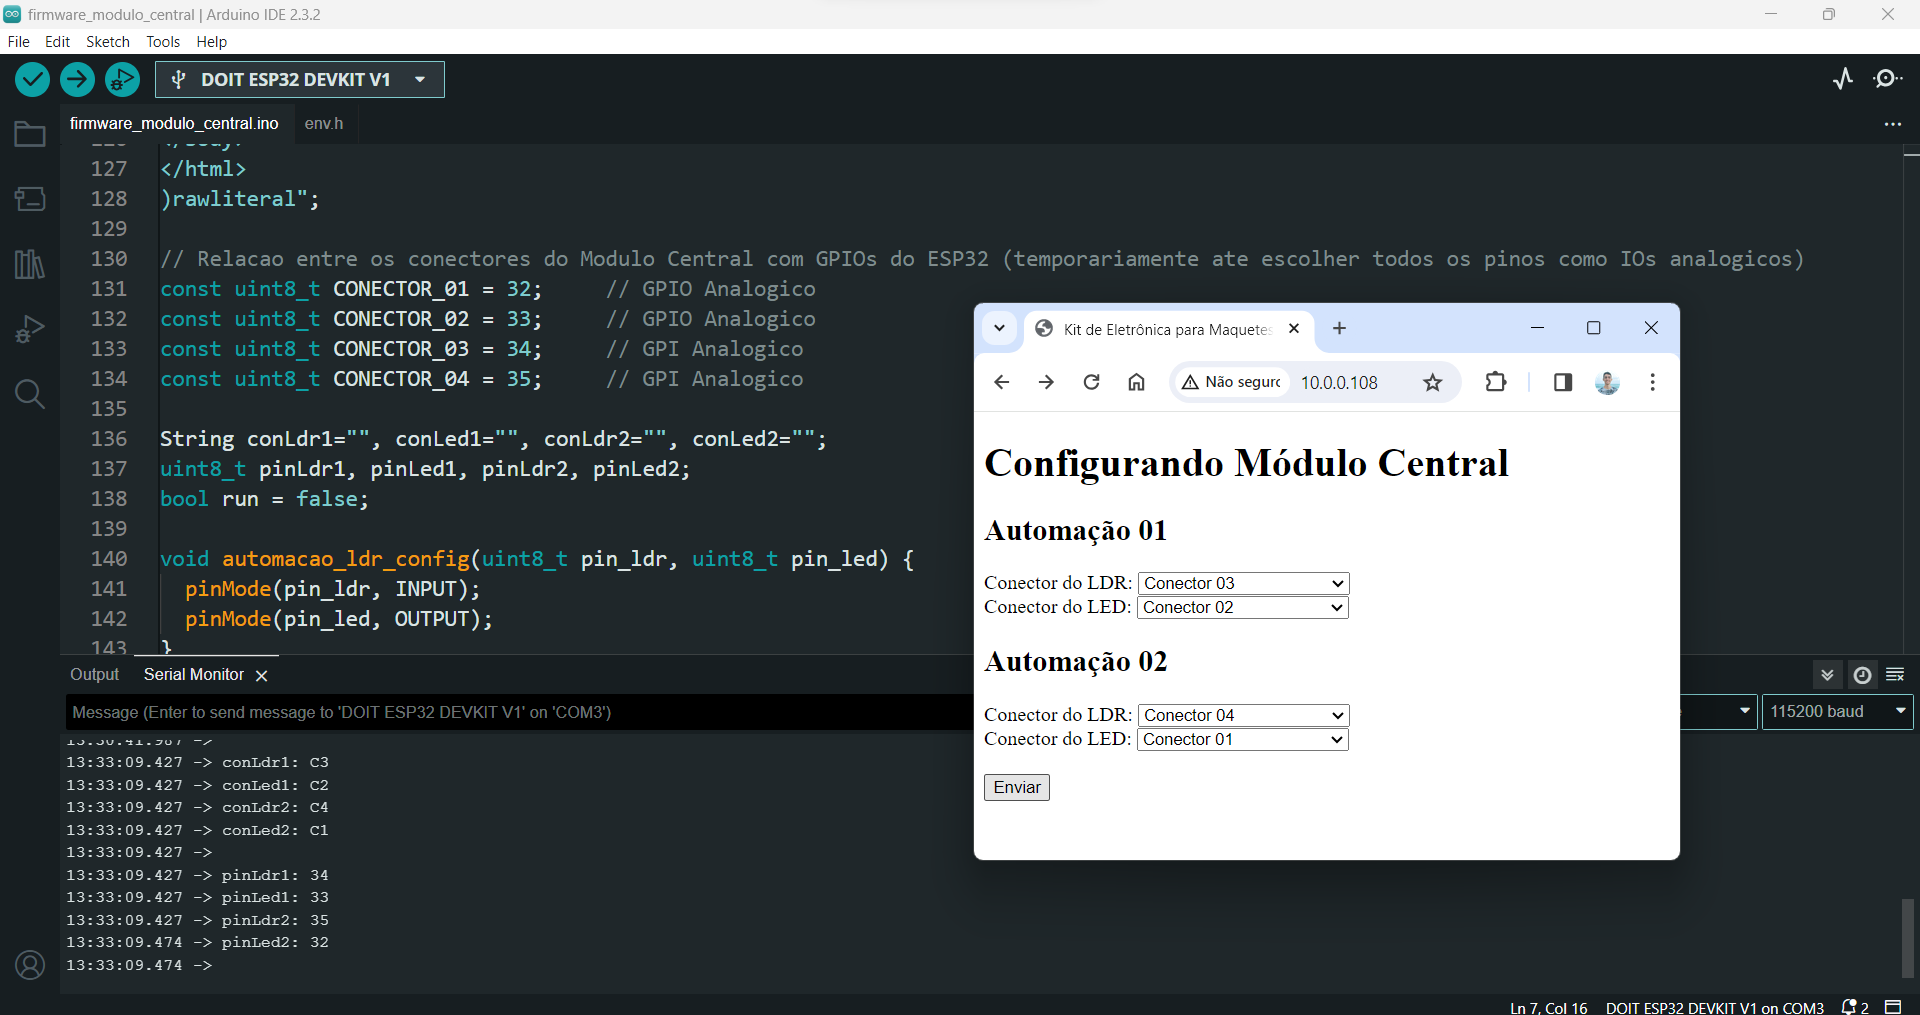 firmware_modulo_central | Arduino IDE 2.3.2
File Edit Sketch Tools Help
DOIT ESP32 DEVKIT V1
firmware_modulo_central.ino env.h
127 </html>
128 )rawliteral";
129
130 // Relacao entre os conectores do Modulo Central com GPIOs do ESP32 (temporariamente ate escolher todos os pinos como IOs analogicos)
131 const uint8_t CONECTOR_01 = 32; // GPIO Analogico
132 const uint8_t CONECTOR_02 = 33; // GPIO Analogico
133 const uint8_t CONECTOR_03 = 34; // GPI Analogico
134 const uint8_t CONECTOR_04 = 35; // GPI Analogico
135
136 String conLdr1="", conLed1="", conLdr2="", conLed2="";
137 uint8_t pinLdr1, pinLed1, pinLdr2, pinLed2;
138 bool run = false;
139
140 void automacao_ldr_config(uint8_t pin_ldr, uint8_t pin_led) {
141 pinMode(pin_ldr, INPUT);
142 pinMode(pin_led, OUTPUT);
143 }
Output Serial Monitor
Message (Enter to send message to 'DOIT ESP32 DEVKIT V1' on 'COM3')
115200 baud
13:33:09.427 -> conLdr1: C3
13:33:09.427 -> conLed1: C2
13:33:09.427 -> conLdr2: C4
13:33:09.427 -> conLed2: C1
13:33:09.427 ->
13:33:09.427 -> pinLdr1: 34
13:33:09.427 -> pinLed1: 33
13:33:09.427 -> pinLdr2: 35
13:33:09.474 -> pinLed2: 32
13:33:09.474 ->
Kit de Eletrônica para Maquetes
Não segurc 10.0.0.108
Configurando Módulo Central
Automação 01
Conector do LDR: Conector 03
Conector do LED: Conector 02
Automação 02
Conector do LDR: Conector 04
Conector do LED: Conector 01
Enviar
Ln 7, Col 16 DOIT ESP32 DEVKIT V1 on COM3 2